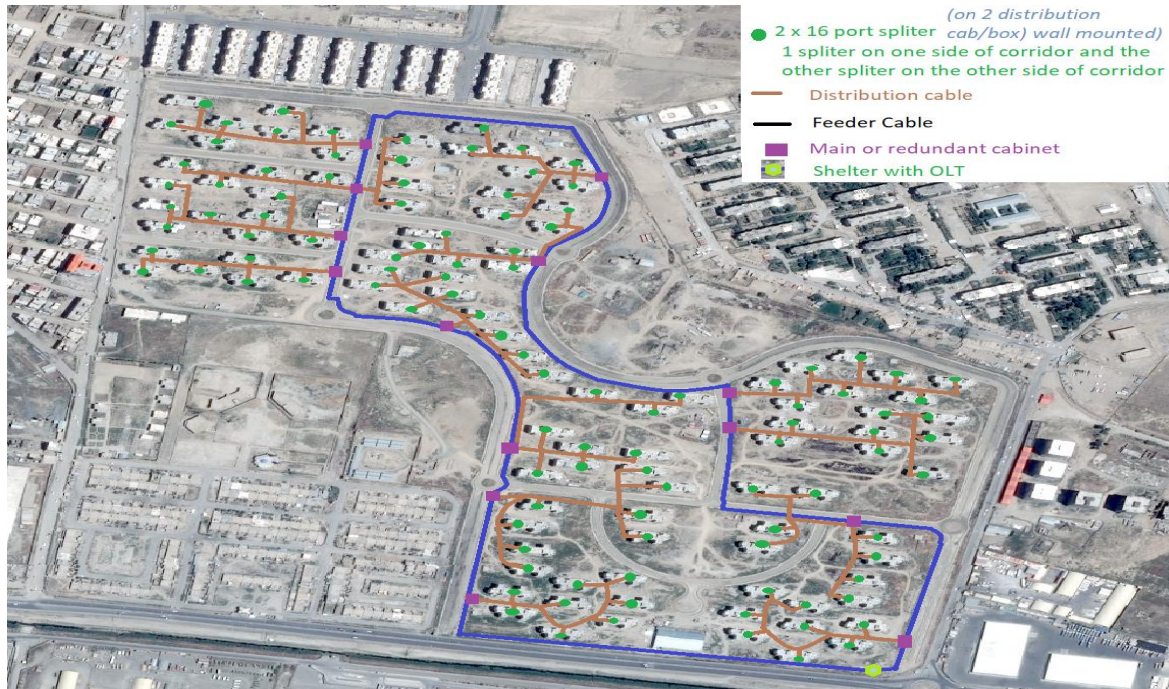 (on 2 distribution
2 x 16 port spliter cab/box) wall mounted)
1 spliter on one side of corridor and the
other spliter on the other side of corridor
Distribution cable
Feeder Cable
Main or redundant cabinet
Shelter with OLT